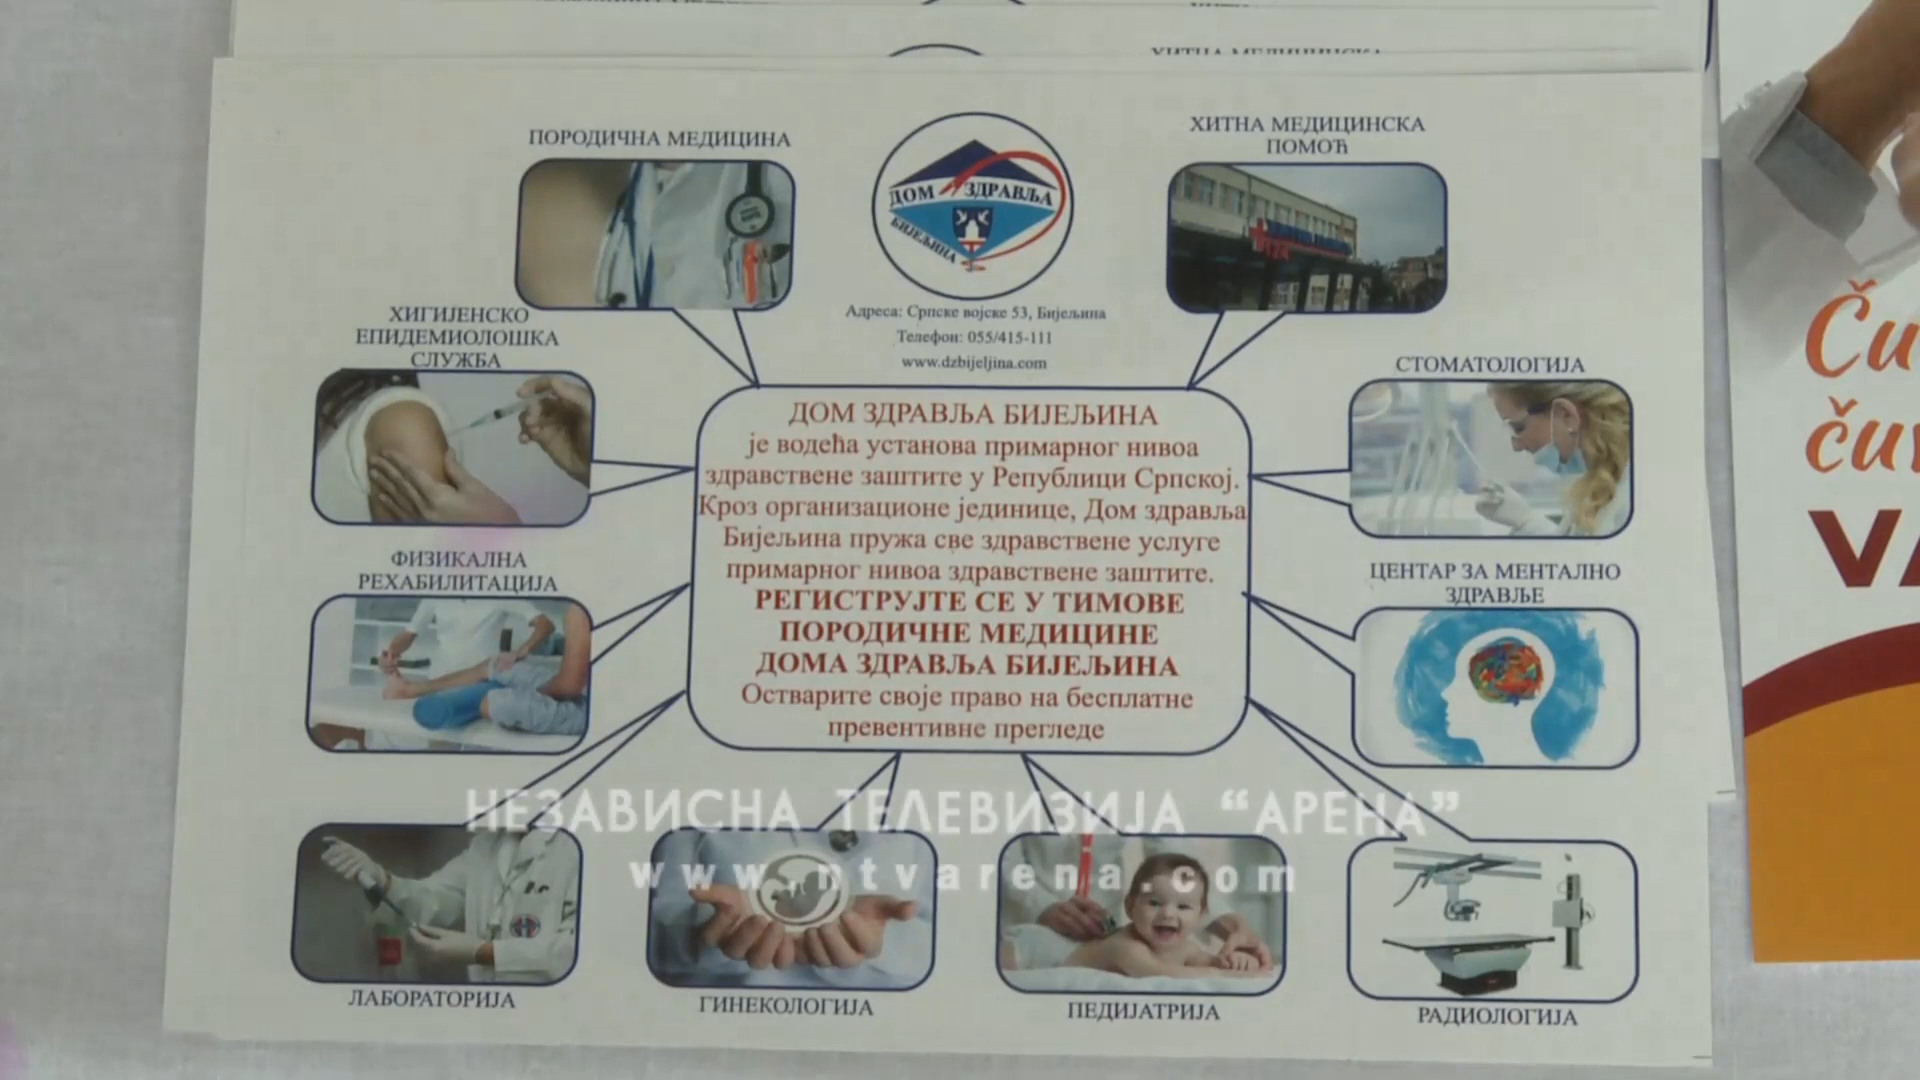 ХИТНА МЕДИЦИНСКА
ПОРОДИЧНА МЕДИЦИНА
ХИТНА МЕДИЦИНСКА
ПОМОЋ
ДОМ ЗДРАВЉА
БИЈЕЉИНА
Адреса: Српске војске 53, Бијељина
Телефон: 055/415-111
www.dzbijeljina.com
ХИГИЈЕНСКО
ЕПИДЕМИОЛОШКА
СЛУЖБА
СТОМАТОЛОГИЈА
ДОМ ЗДРАВЉА БИЈЕЉИНА
је водећа установа примарног нивоа
здравствене заштите у Републици Српској.
Кроз организационе јединице, Дом здравља
Бијељина пружа све здравствене услуге
примарног нивоа здравствене заштите.
РЕГИСТРУЈТЕ СЕ У ТИМОВЕ
ПОРОДИЧНЕ МЕДИЦИНЕ
ДОМА ЗДРАВЉА БИЈЕЉИНА
Остварите своје право на бесплатне
превентивне прегледе
ФИЗИКАЛНА
РЕХАБИЛИТАЦИЈА
ЦЕНТАР ЗА МЕНТАЛНО
ЗДРАВЉЕ
НЕЗАВИСНА ТЕЛЕВИЗИЈА “АРЕНА”
www.ntvarena.com
ЛАБОРАТОРИЈА
ГИНЕКОЛОГИЈА
ПЕДИЈАТРИЈА
РАДИОЛОГИЈА